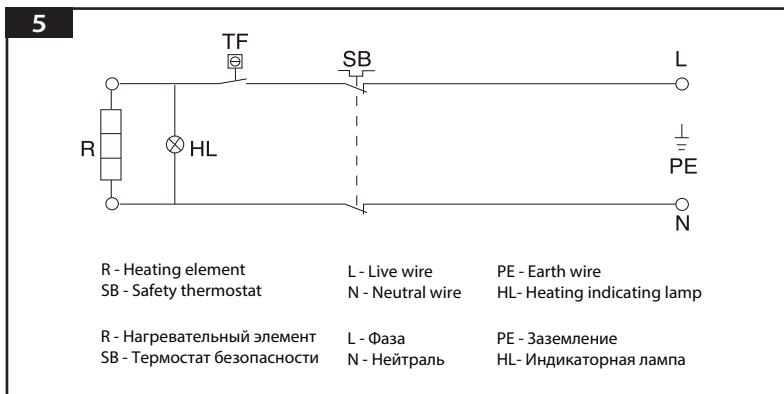 5
TF
SB
L
R
HL
PE
N
R - Heating element
SB - Safety thermostat
L - Live wire
N - Neutral wire
PE - Earth wire
HL- Heating indicating lamp
R - Нагревательный элемент
SB - Термостат безопасности
L - Фаза
N - Нейтраль
PE - Заземление
HL- Индикаторная лампа